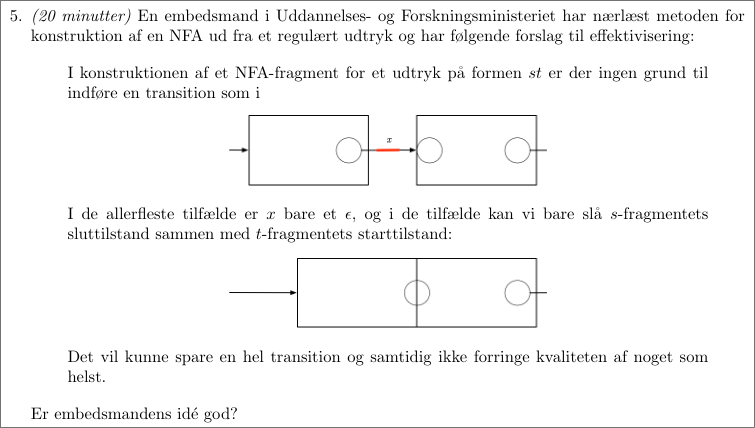 5. (20 minutter) En embedsmand i Uddannelses- og Forskningsministeriet har nærlæst metoden for
konstruktion af en NFA ud fra et regulært udtryk og har følgende forslag til effektivisering:
I konstruktionen af et NFA-fragment for et udtryk på formen st er der ingen grund til
indføre en transition som i
x
I de allerfleste tilfælde er x bare et ϵ, og i de tilfælde kan vi bare slå s-fragmentets
sluttilstand sammen med t-fragmentets starttilstand:
Det vil kunne spare en hel transition og samtidig ikke forringe kvaliteten af noget som
helst.
Er embedsmandens idé god?